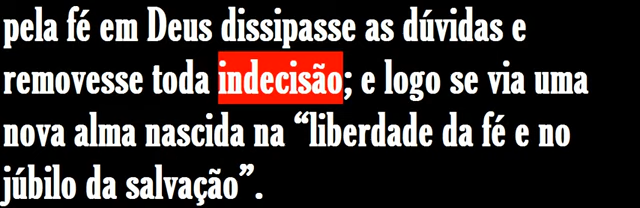 pela fé em Deus dissipasse as dúvidas e
removesse toda indecisão; e logo se via uma
nova alma nascida na “liberdade da fé e no
júbilo da salvação”.